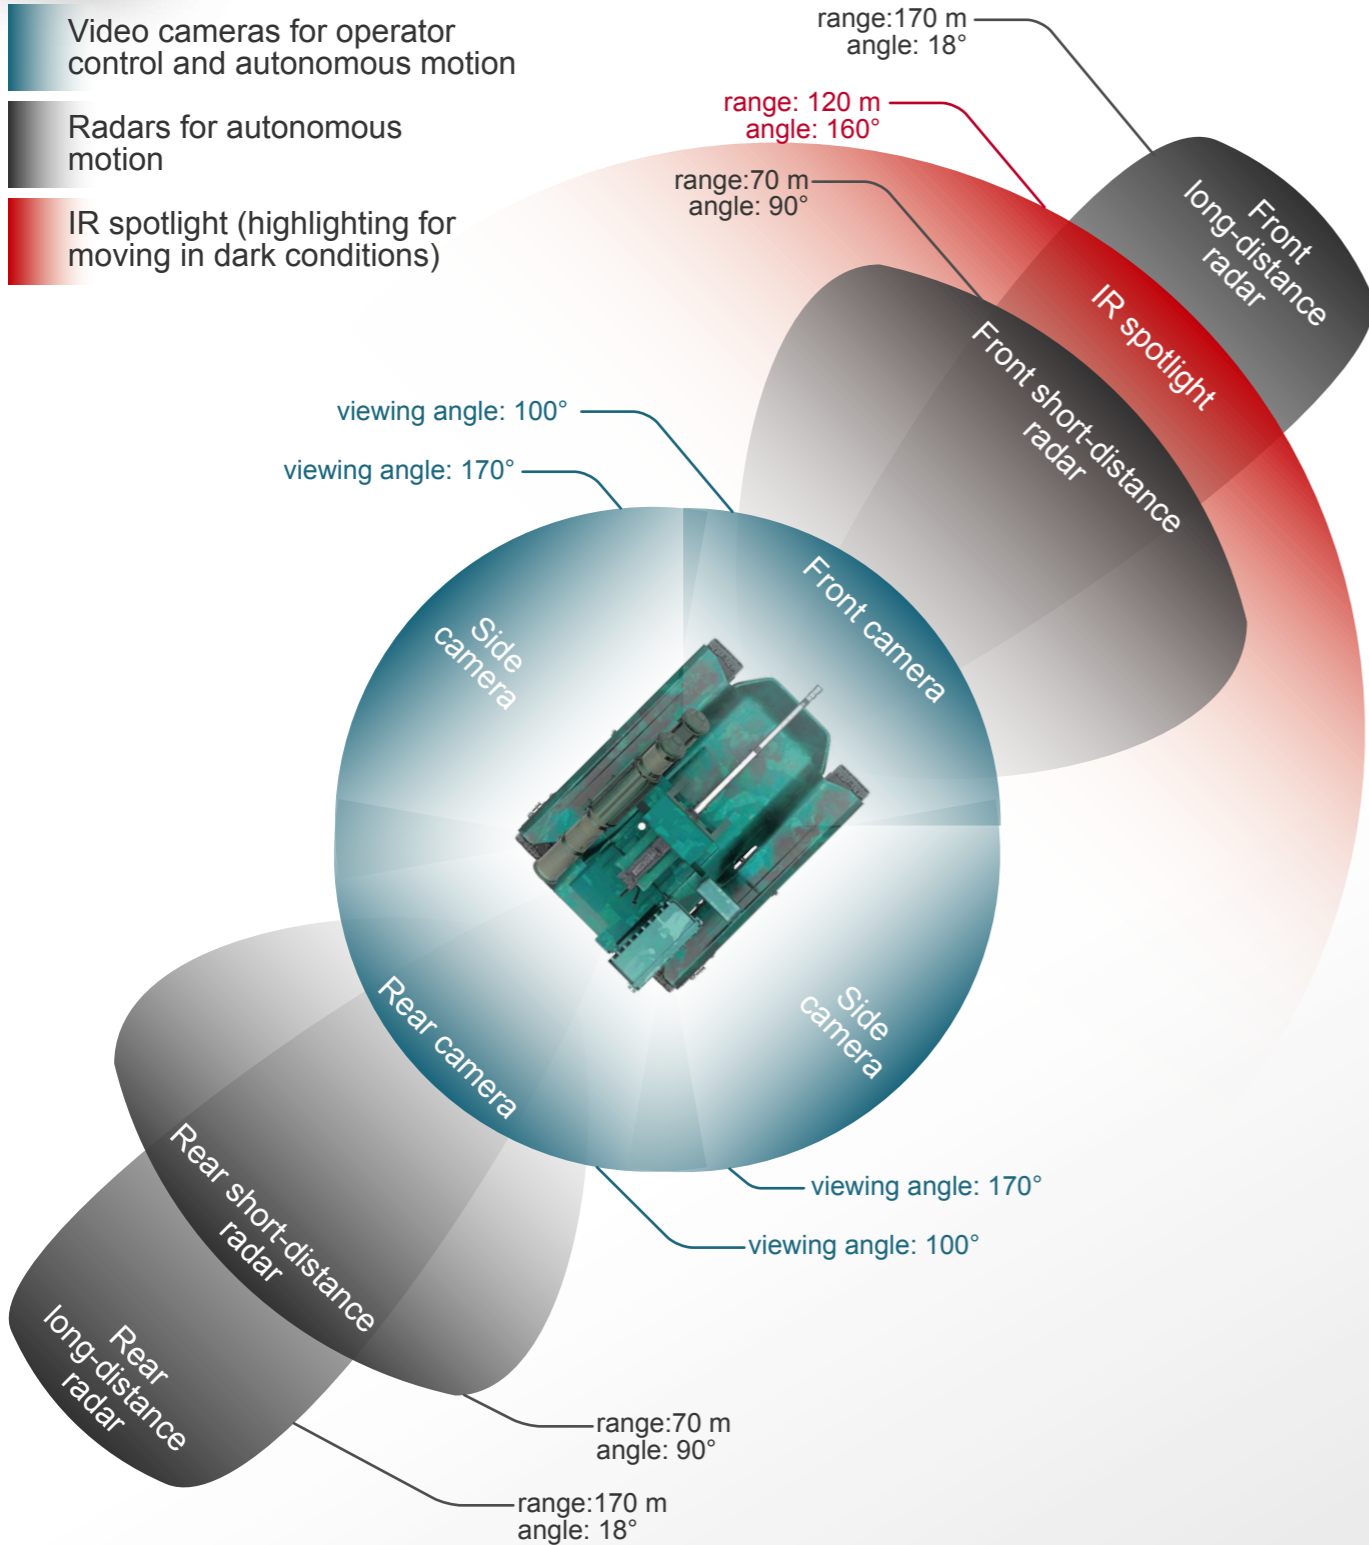 Video cameras for operator
control and autonomous motion
Radars for autonomous
motion
IR spotlight (highlighting for
moving in dark conditions)
range:170 m
angle: 18°
range: 120 m
angle: 160°
range:70 m
angle: 90°
Front
long-distance
radar
IR spotlight
Front short-distance
radar
viewing angle: 100°
viewing angle: 170°
Front camera
Side
camera
Rear camera
Side
camera
viewing angle: 170°
viewing angle: 100°
Rear short-distance
radar
Rear
long-distance
radar
range:70 m
angle: 90°
range:170 m
angle: 18°